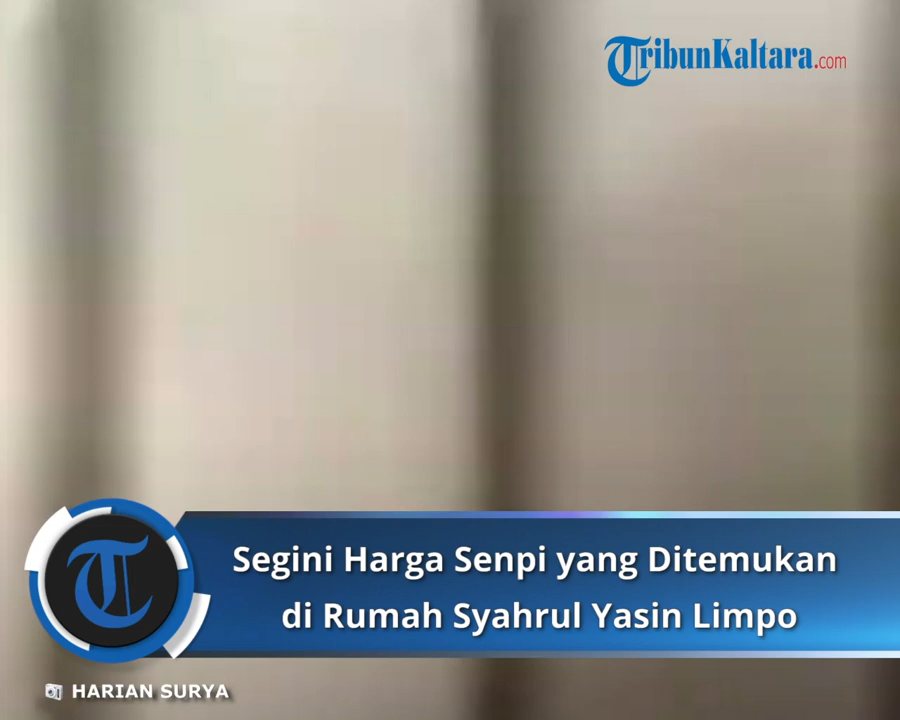 TribunKaltara.com
Segini Harga Senpi yang Ditemukan
di Rumah Syahrul Yasin Limpo
HARIAN SURYA